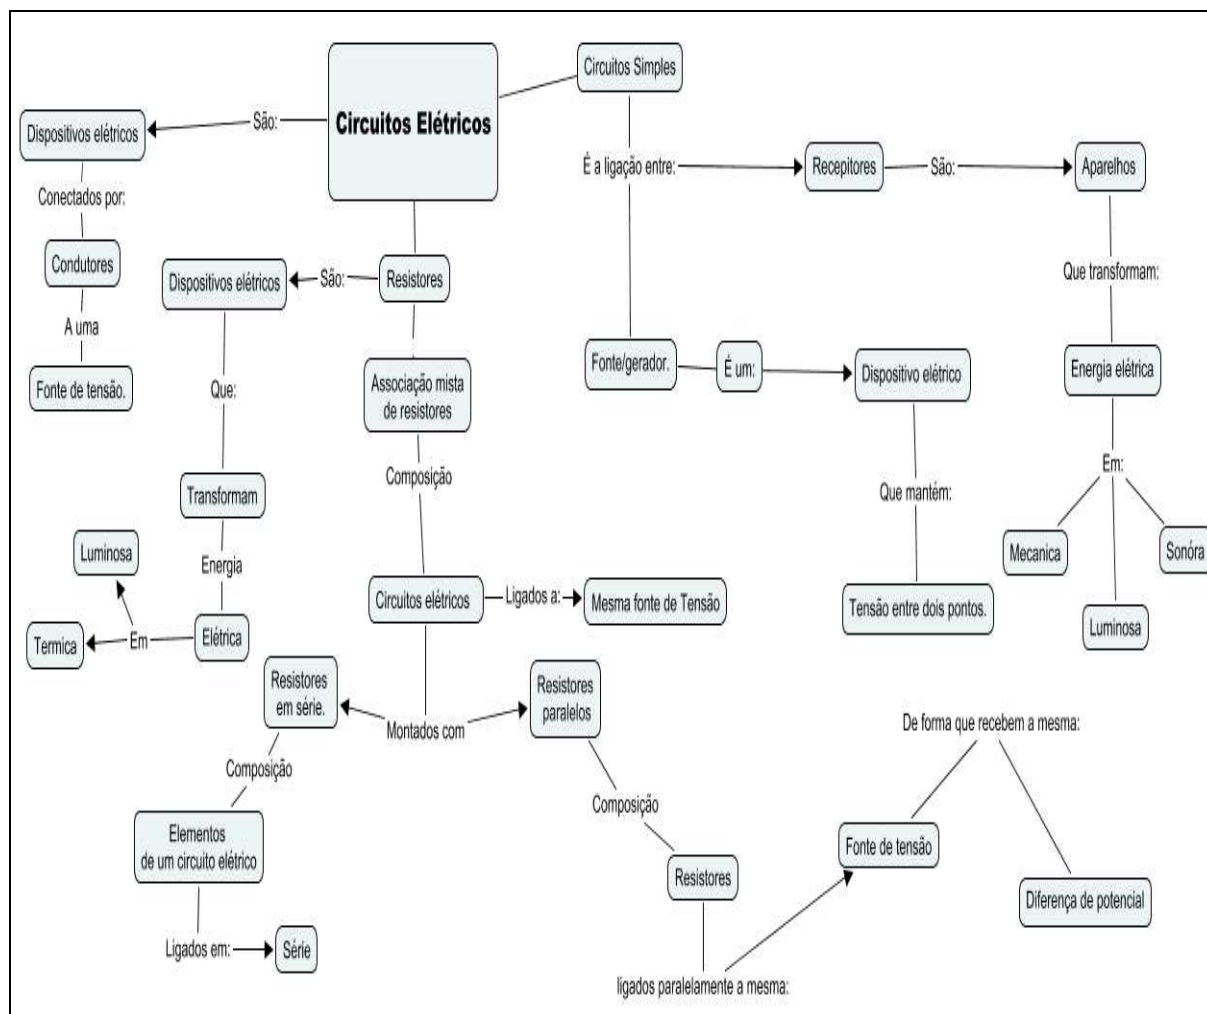 Circuitos Elétricos
Circuitos Simples
Dispositivos elétricos
São:
Conectados por:
Condutores
A uma
Fonte de tensão.
É a ligação entre:
Recepitores
São:
Aparelhos
Que transformam:
Energia elétrica
Em:
Mecanica
Sonóra
Luminosa
Fonte/gerador.
É um:
Dispositivo elétrico
Que mantém:
Tensão entre dois pontos.
Resistores
São:
Dispositivos elétricos
Que:
Transformam
Energia
Elétrica
Em
Luminosa
Termica
Associação mista
de resistores
Composição
Circuitos elétricos
Ligados a:
Mesma fonte de Tensão
Montados com
Resistores
em série.
Composição
Elementos
de um circuito elétrico
Ligados em:
Série
Resistores
paralelos
Composição
Resistores
ligados paralelamente a mesma:
Fonte de tensão
De forma que recebem a mesma:
Diferença de potencial